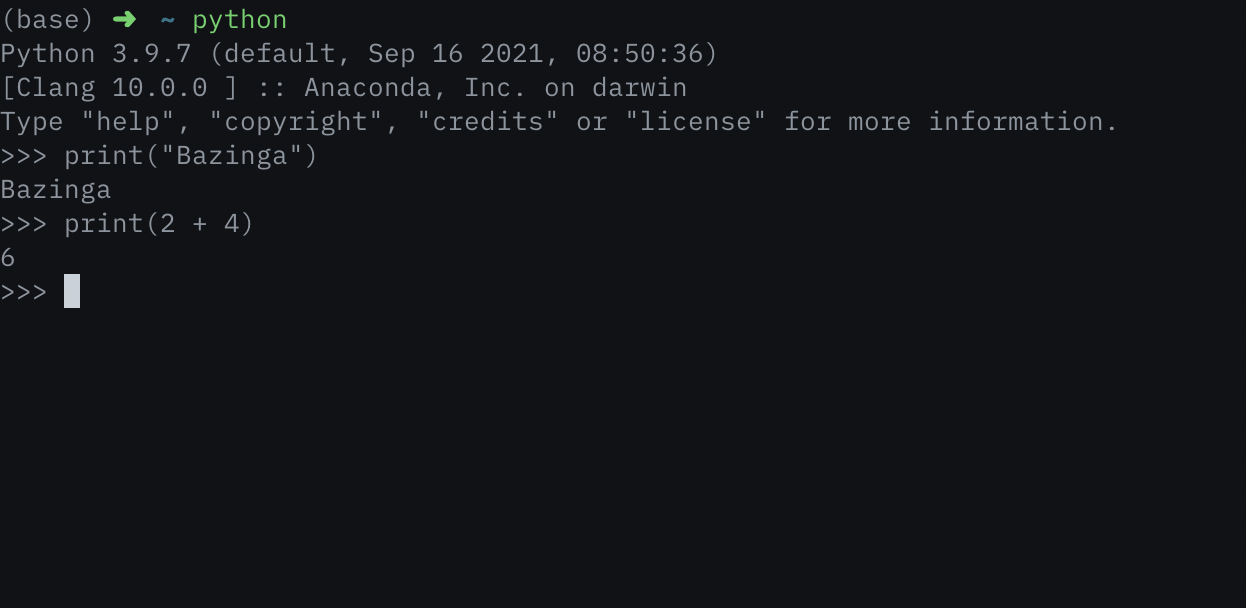 (base) ➜ ~ python
Python 3.9.7 (default, Sep 16 2021, 08:50:36)
[Clang 10.0.0 ] :: Anaconda, Inc. on darwin
Type "help", "copyright", "credits" or "license" for more information.
>>> print("Bazinga")
Bazinga
>>> print(2 + 4)
6
>>>